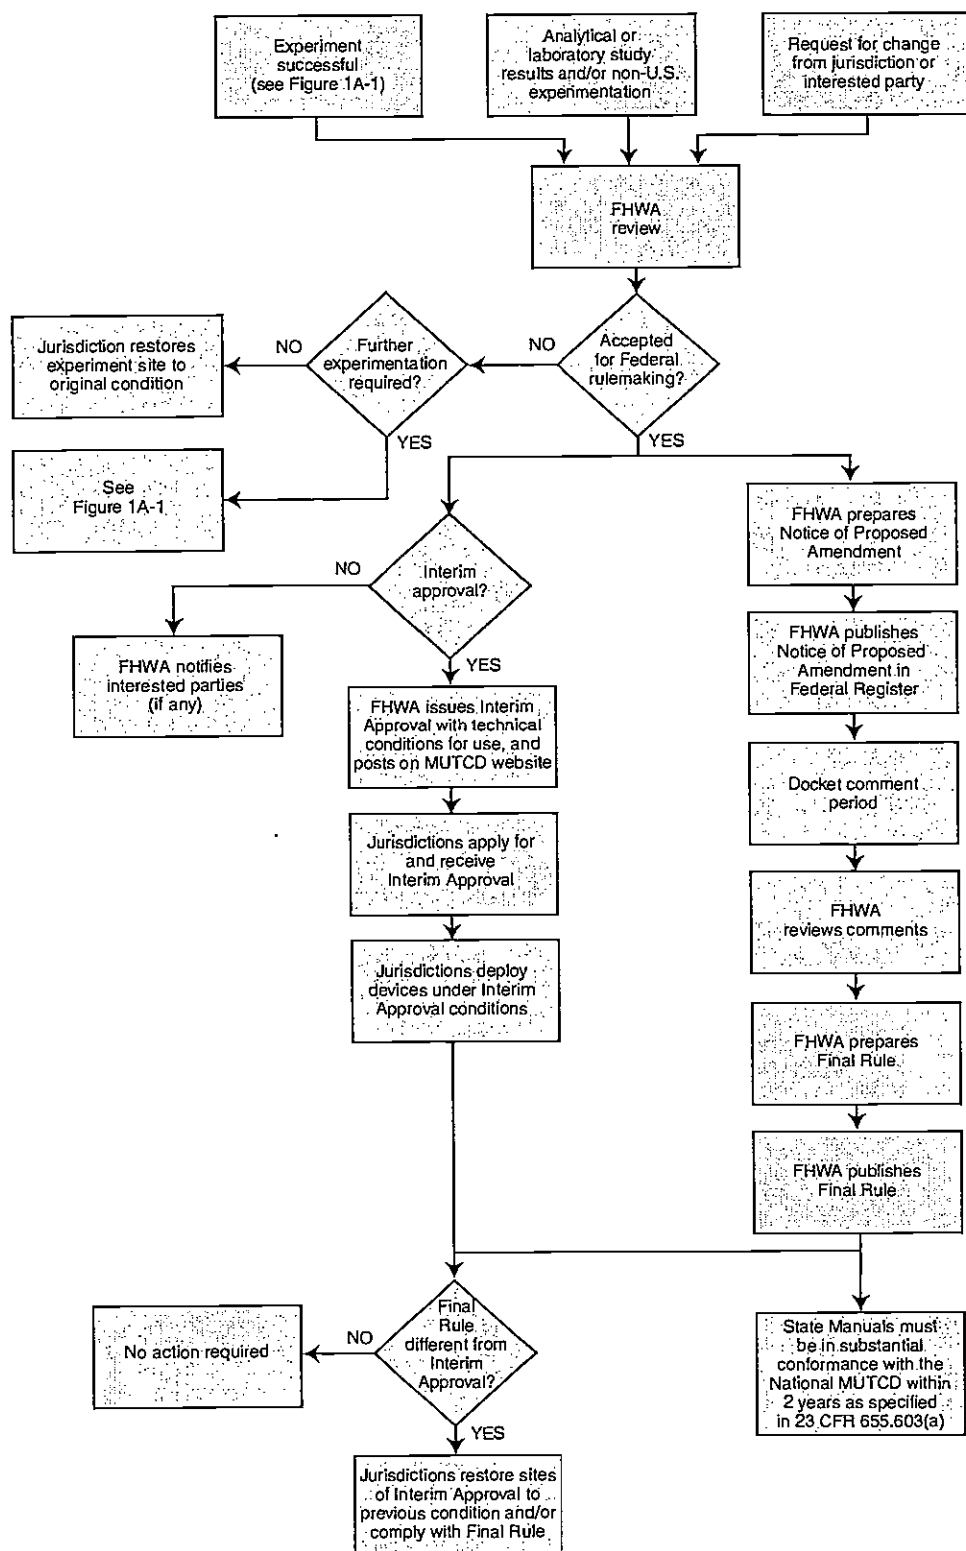 Experiment
successful
(see Figure 1A-1)
Analytical or
laboratory study
results and/or non-U.S.
experimentation
Request for change
from jurisdiction or
interested party
FHWA
review
Accepted
for Federal
rulemaking?
NO
Further
experimentation
required?
NO
Jurisdiction restores
experiment site to
original condition
YES
See
Figure 1A-1
YES
Interim
approval?
NO
FHWA notifies
interested parties
(if any)
YES
FHWA issues Interim
Approval with technical
conditions for use, and
posts on MUTCD website
Jurisdictions apply for
and receive
Interim Approval
Jurisdictions deploy
devices under Interim
Approval conditions
FHWA prepares
Notice of Proposed
Amendment
FHWA publishes
Notice of Proposed
Amendment in
Federal Register
Docket comment
period
FHWA
reviews comments
FHWA prepares
Final Rule
FHWA publishes
Final Rule
Final
Rule
different from
Interim
Approval?
NO
No action required
YES
Jurisdictions restore sites
of Interim Approval to
previous condition and/or
comply with Final Rule
State Manuals must
be in substantial
conformance with the
National MUTCD within
2 years as specified
in 23 CFR 655.603(a)